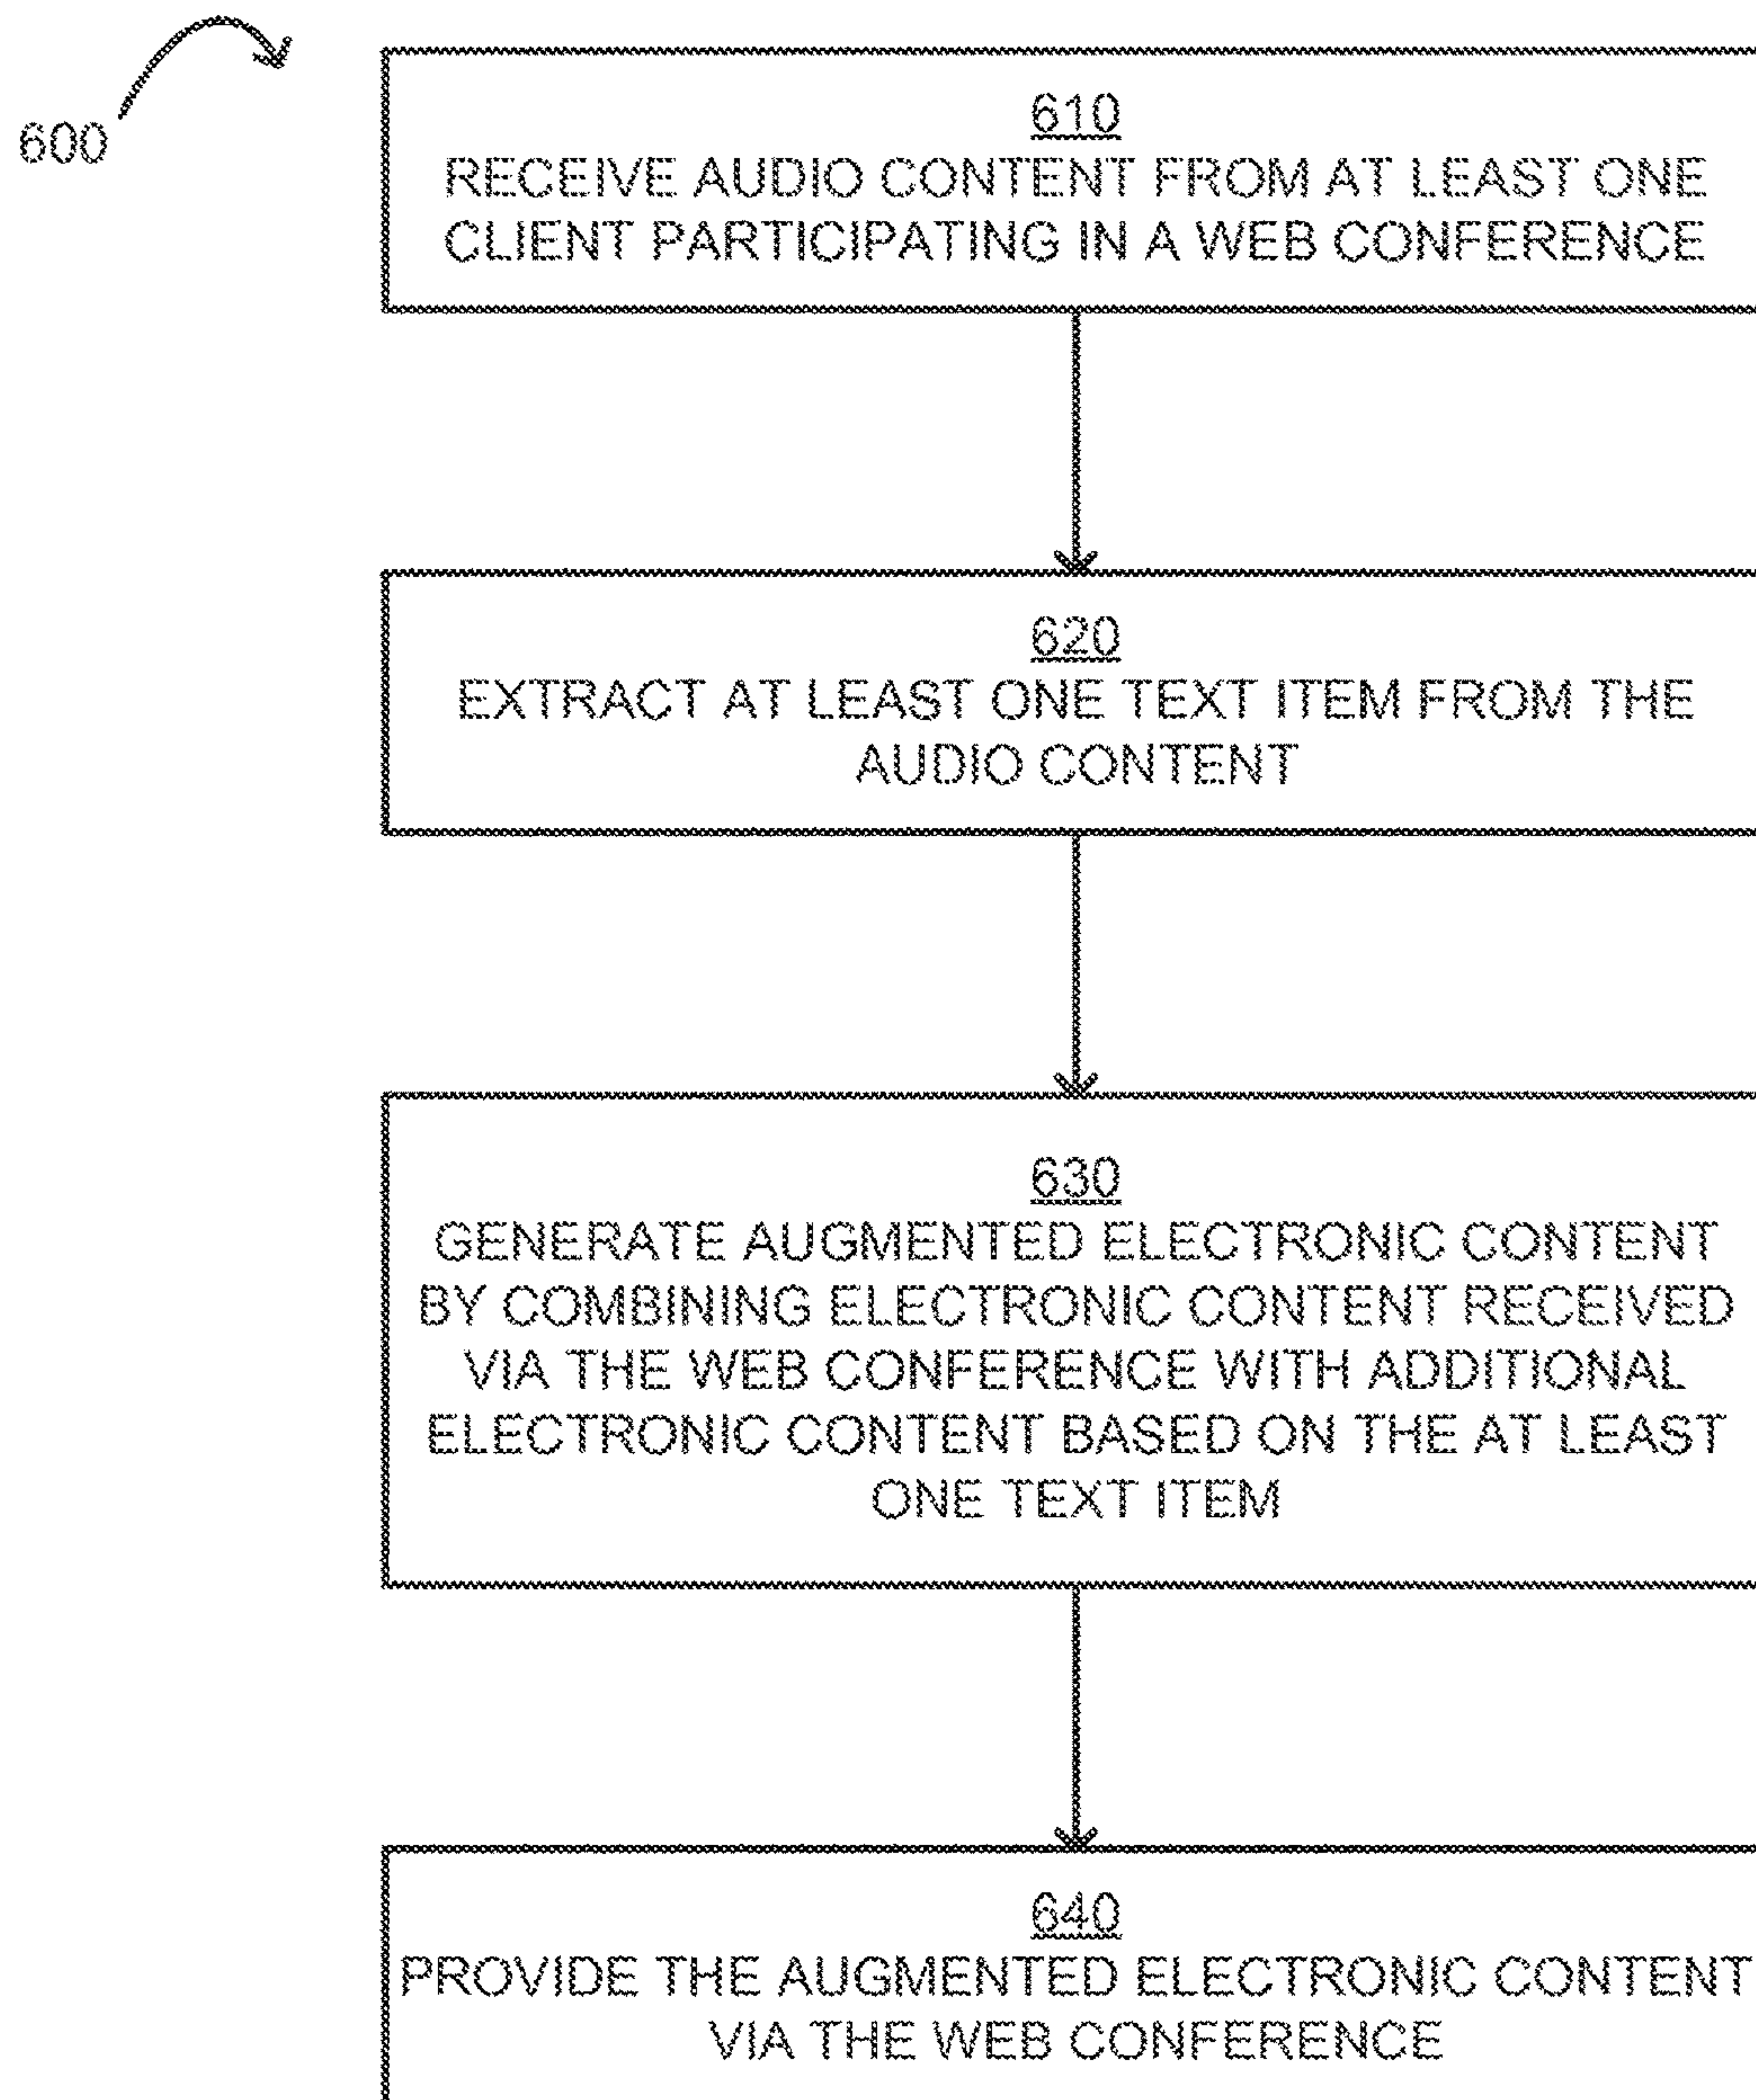 600
610
RECEIVE AUDIO CONTENT FROM AT LEAST ONE
CLIENT PARTICIPATING IN A WEB CONFERENCE
620
EXTRACT AT LEAST ONE TEXT ITEM FROM THE
AUDIO CONTENT
630
GENERATE AUGMENTED ELECTRONIC CONTENT
BY COMBINING ELECTRONIC CONTENT RECEIVED
VIA THE WEB CONFERENCE WITH ADDITIONAL
ELECTRONIC CONTENT BASED ON THE AT LEAST
ONE TEXT ITEM
640
PROVIDE THE AUGMENTED ELECTRONIC CONTENT
VIA THE WEB CONFERENCE